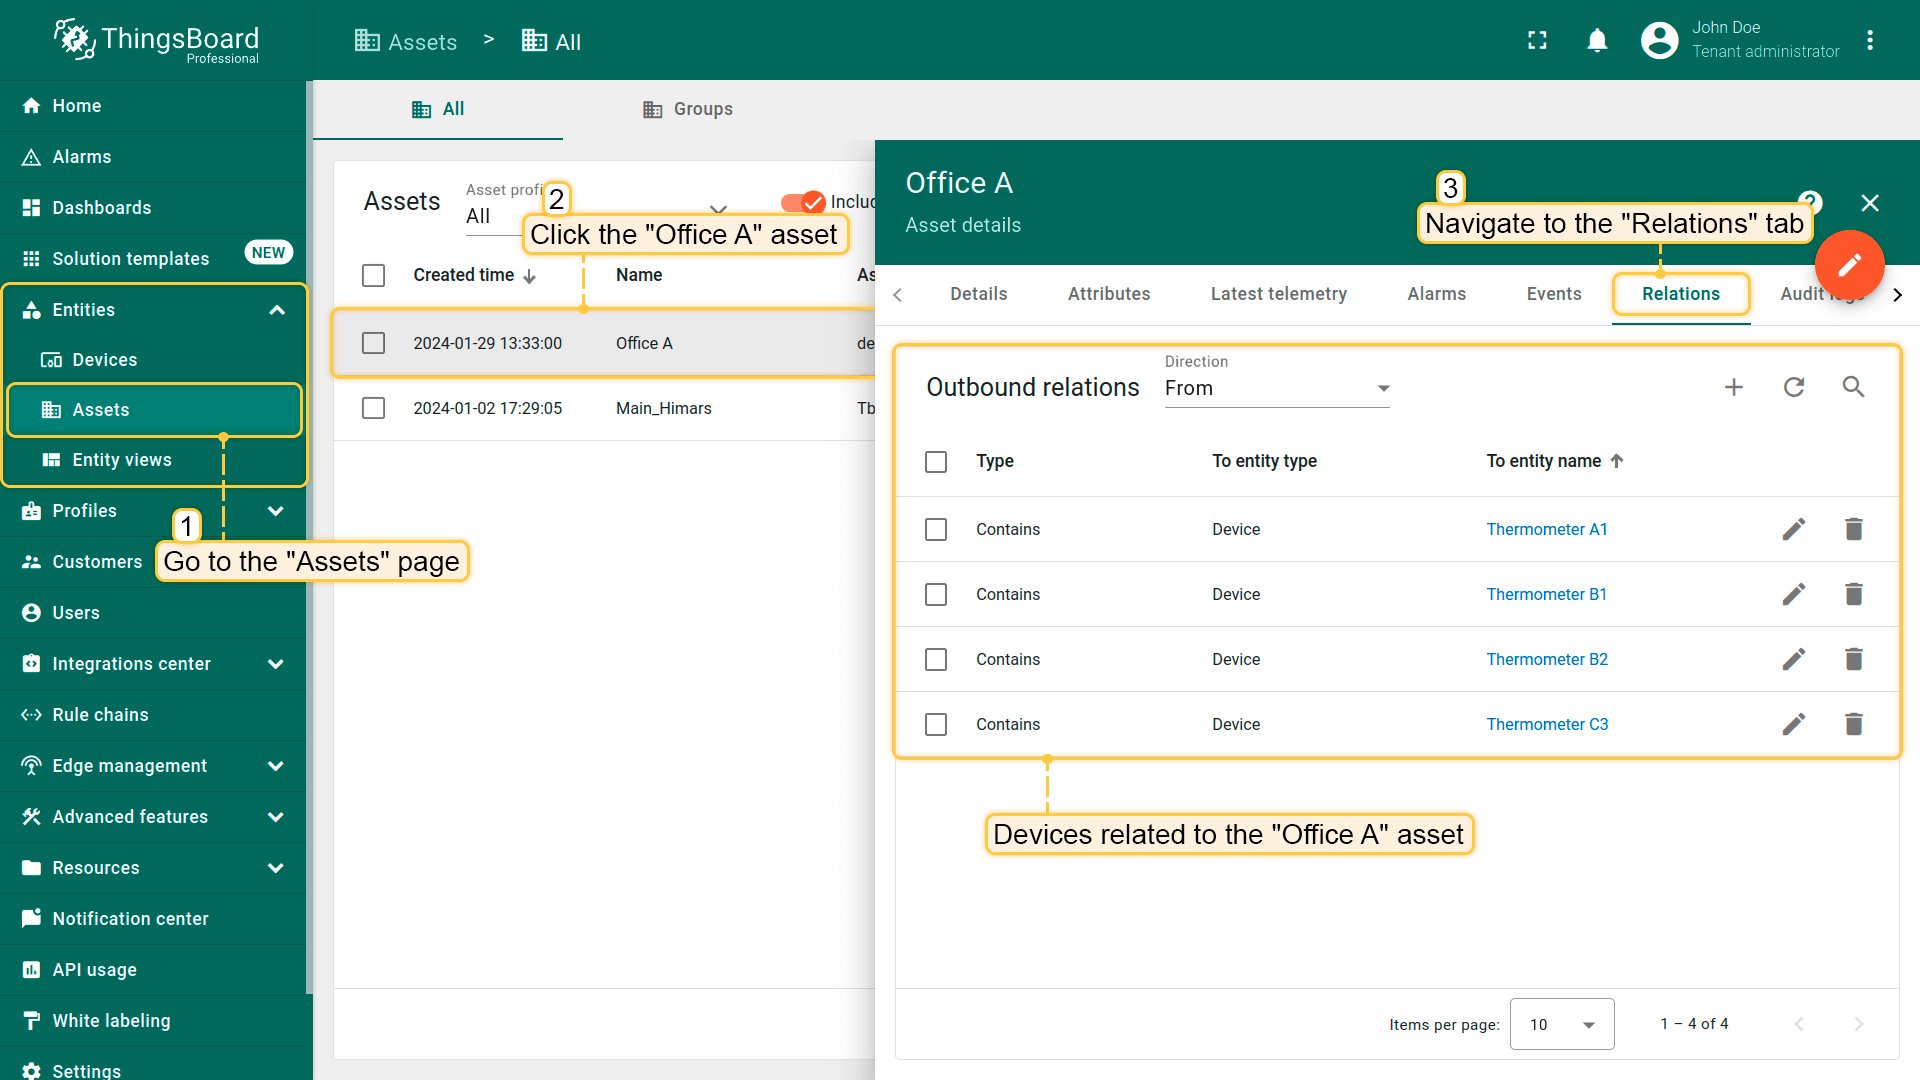 ThingsBoard
Professional
Assets > All
John Doe
Tenant administrator
Home
Alarms
Dashboards
Solution templates NEW
Entities
Devices
Assets
Entity views
Profiles
1
Go to the "Assets" page
Customers
Users
Integrations center
Rule chains
Edge management
Advanced features
Resources
Notification center
API usage
White labeling
Settings
All Groups
Assets
Asset profi
All
Includ
2
Click the "Office A" asset
Created time Name As
2024-01-29 13:33:00 Office A de
2024-01-02 17:29:05 Main_Himars Tb
Office A
Asset details
3
Navigate to the "Relations" tab
?
Details Attributes Latest telemetry Alarms Events Relations Audit logs
Outbound relations
Direction
From
Type To entity type To entity name
Contains Device Thermometer A1
Contains Device Thermometer B1
Contains Device Thermometer B2
Contains Device Thermometer C3
Devices related to the "Office A" asset
Items per page: 10 1 – 4 of 4